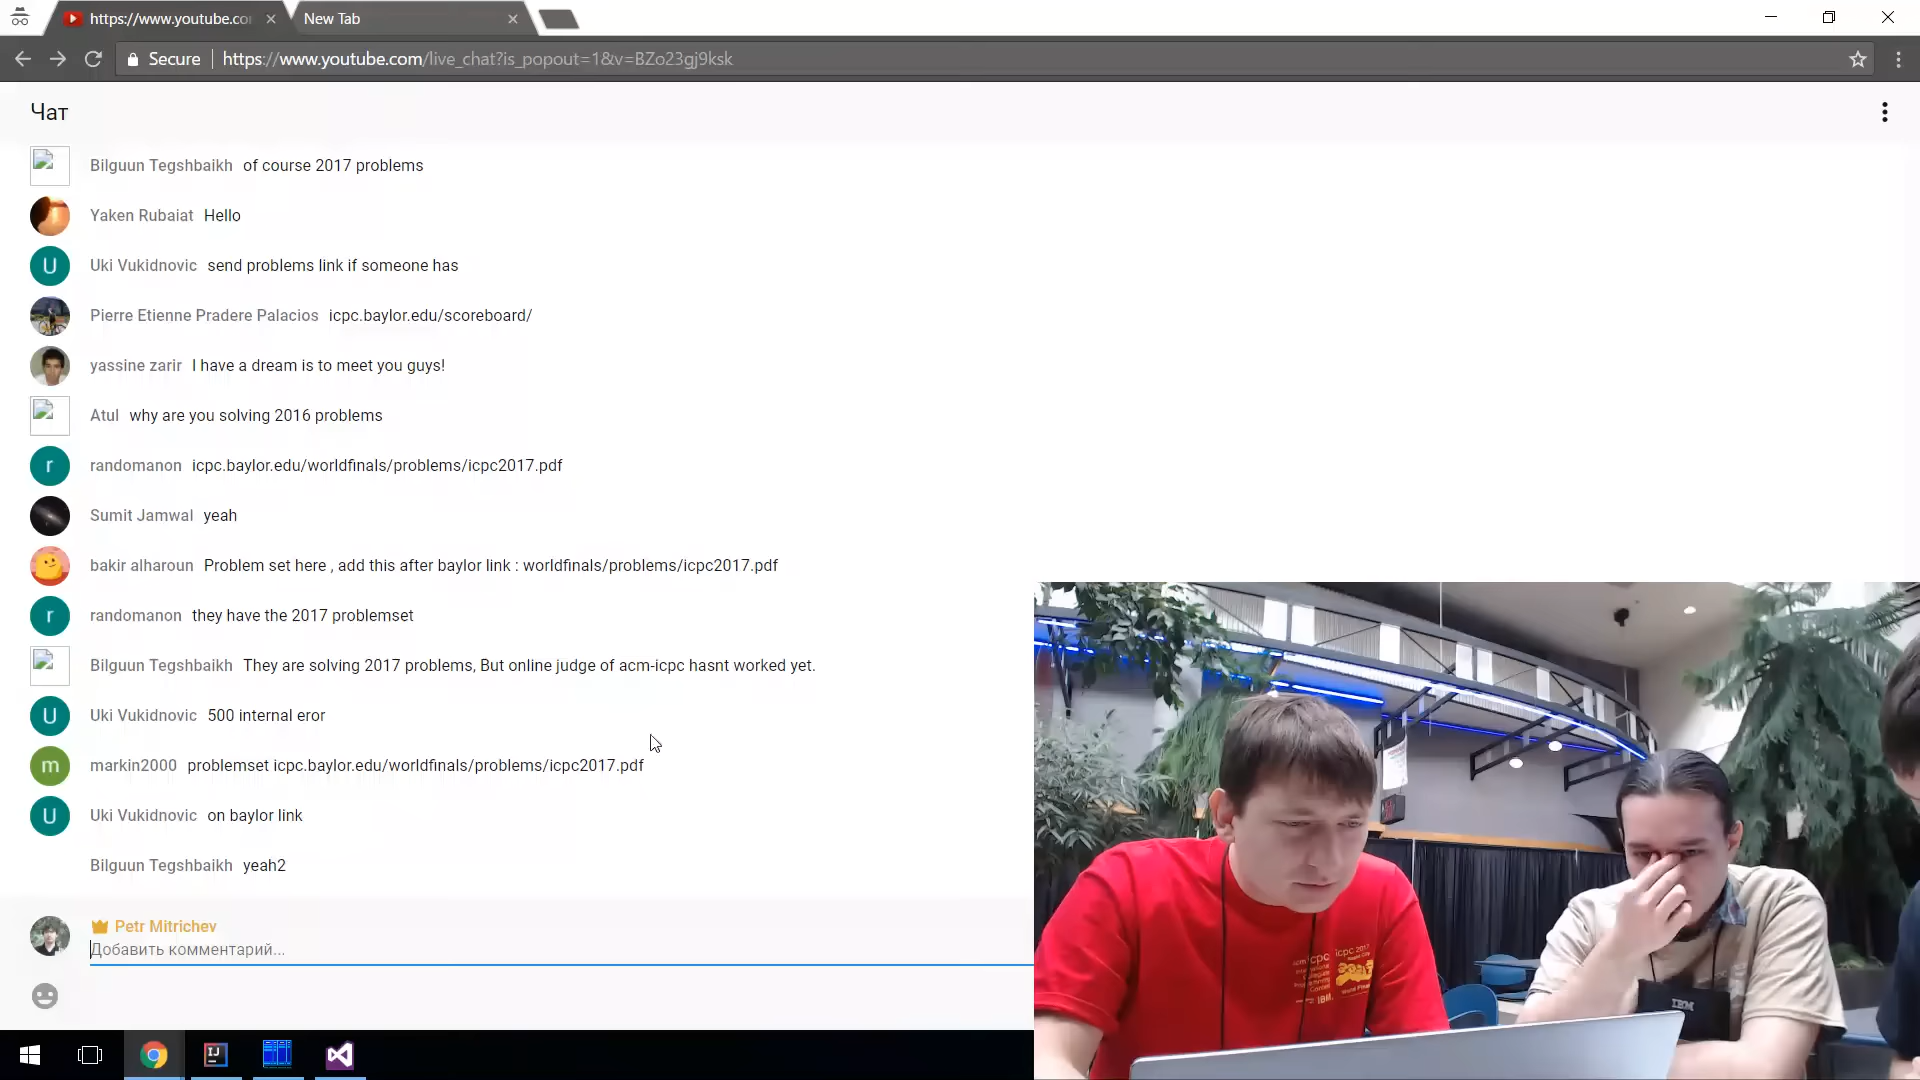 https://www.youtube.co
New Tab
Secure
https://www.youtube.com/live_chat?is_popout=1&v=BZo23gj9ksk
Чат
Bilguun Tegshbaikh of course 2017 problems
Yaken Rubaiat Hello
U
Uki Vukidnovic send problems link if someone has
Pierre Etienne Pradere Palacios icpc.baylor.edu/scoreboard/
yassine zarir I have a dream is to meet you guys!
Atul why are you solving 2016 problems
r
randomanon icpc.baylor.edu/worldfinals/problems/icpc2017.pdf
Sumit Jamwal yeah
bakir alharoun Problem set here , add this after baylor link : worldfinals/problems/icpc2017.pdf
r
randomanon they have the 2017 problemset
Bilguun Tegshbaikh They are solving 2017 problems, But online judge of acm-icpc hasnt worked yet.
U
Uki Vukidnovic 500 internal eror
m
markin2000 problemset icpc.baylor.edu/worldfinals/problems/icpc2017.pdf
U
Uki Vukidnovic on baylor link
Bilguun Tegshbaikh yeah2
Petr Mitrichev
Добавить комментарий...
IJ
icpc 2017
IBM
IBM